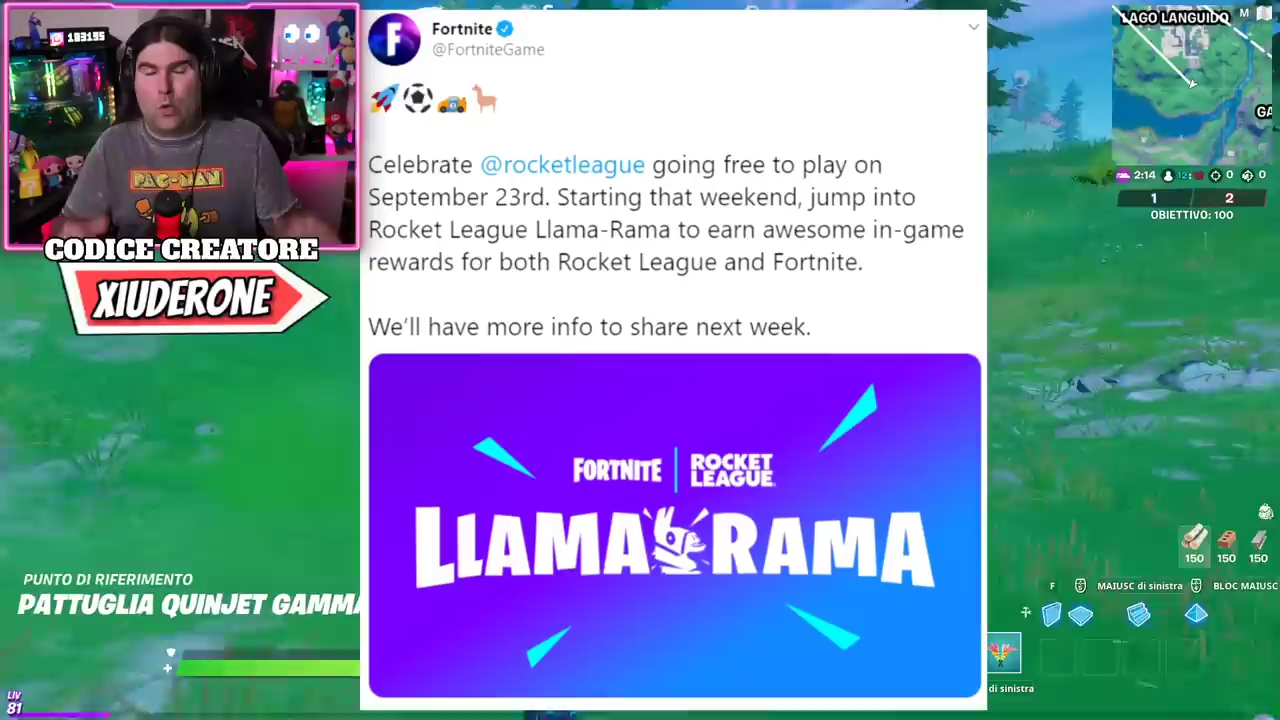 183195
PAC-MAN
CODICE CREATORE
XIUDERONE
Fortnite
@FortniteGame
Celebrate @rocketleague going free to play on
September 23rd. Starting that weekend, jump into
Rocket League Llama-Rama to earn awesome in-game
rewards for both Rocket League and Fortnite.
We'll have more info to share next week.
FORTNITE
ROCKET
LEAGUE
LLAMA RAMA
LAGO LANGUIDO
M
GA
2:14
0
0
1
2
OBIETTIVO: 100
PUNTO DI RIFERIMENTO
PATTUGLIA QUINJET GAMMA
150
150
150
F
MAIUSC di sinistra
BLOC MAIUSC
di sinistra
LIV
81